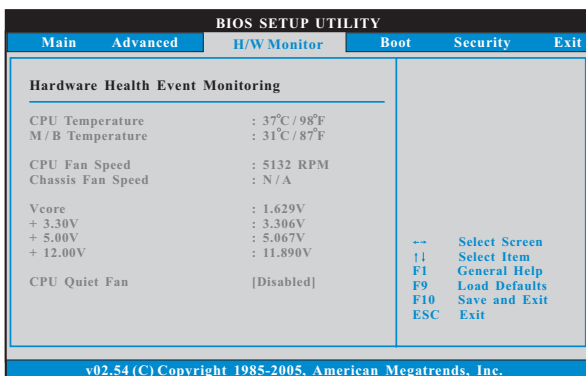 BIOS SETUP UTILITY
Main Advanced H/W Monitor Boot Security Exit
Hardware Health Event Monitoring
CPU Temperature : 37°C / 98°F
M / B Temperature : 31°C / 87°F
CPU Fan Speed : 5132 RPM
Chassis Fan Speed : N / A
Vcore : 1.629V
+ 3.30V : 3.306V
+ 5.00V : 5.067V
+ 12.00V : 11.890V
CPU Quiet Fan [Disabled]
←→ Select Screen
↑↓ Select Item
F1 General Help
F9 Load Defaults
F10 Save and Exit
ESC Exit
v02.54 (C) Copyright 1985-2005, American Megatrends, Inc.